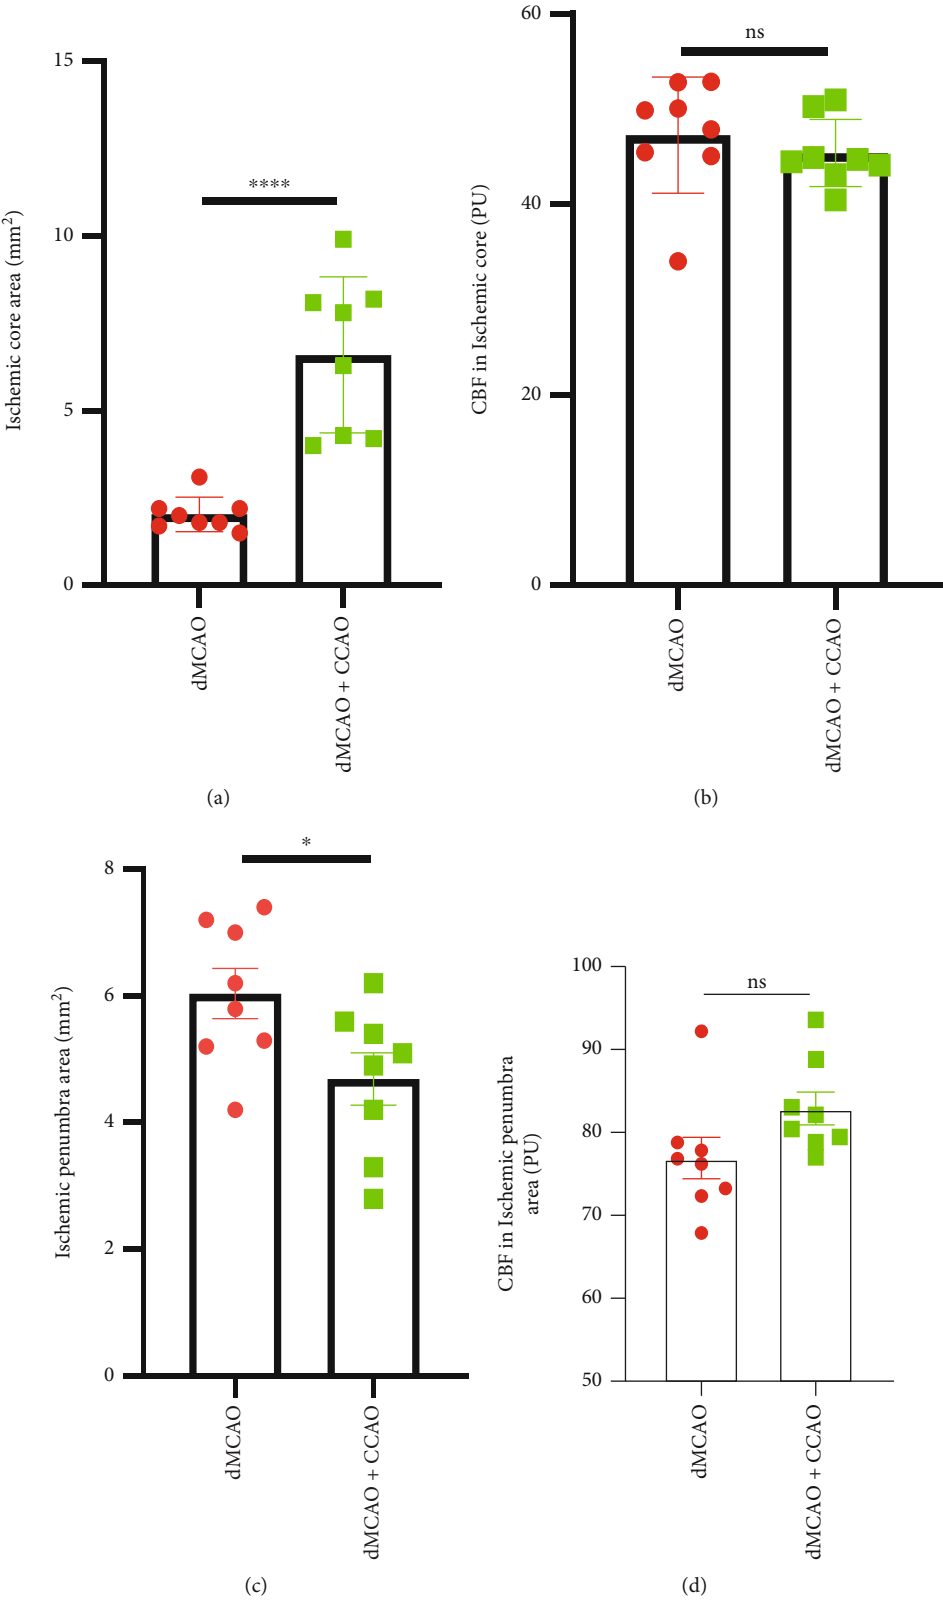 Ischemic core area (mm²)
15
10
5
0
****
dMCAO
dMCAO + CCAO
(a)
CBF in Ischemic core (PU)
60
40
20
0
ns
dMCAO
dMCAO + CCAO
(b)
Ischemic penumbra area (mm²)
8
6
4
2
0
*
dMCAO
dMCAO + CCAO
(c)
CBF in Ischemic penumbra
area (PU)
100
90
80
70
60
50
ns
dMCAO
dMCAO + CCAO
(d)